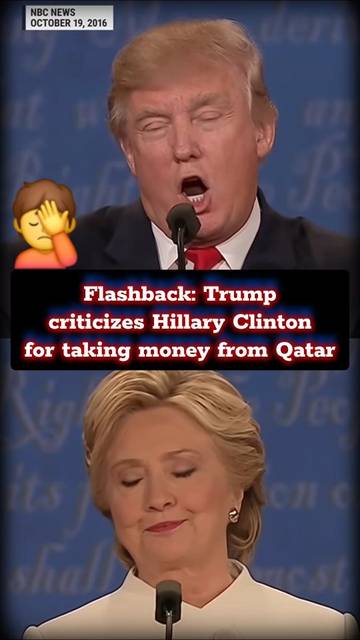 NBC NEWS
OCTOBER 19, 2016
Flashback: Trump
criticizes Hillary Clinton
for taking money from Qatar